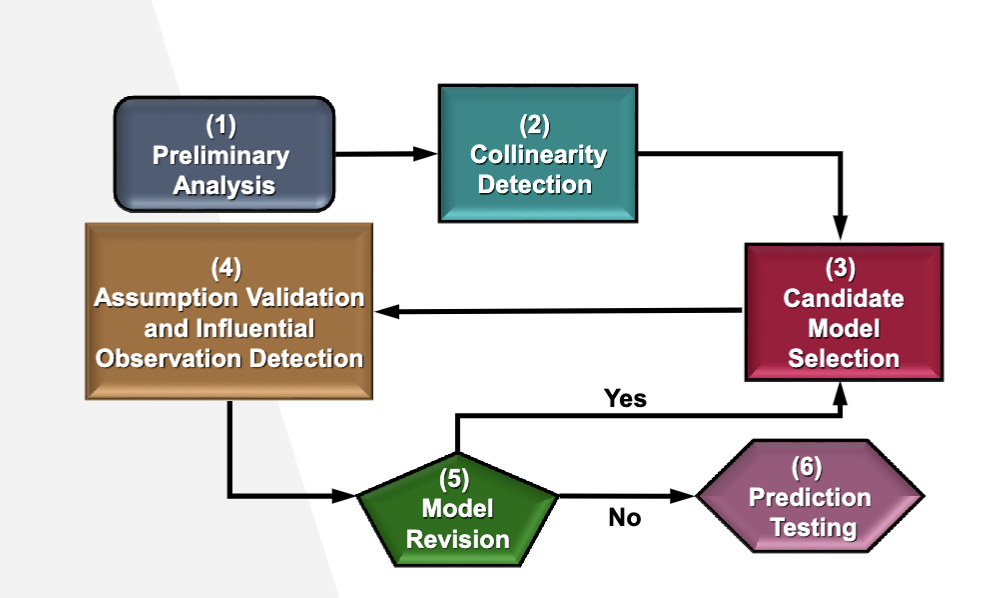 (1)
Preliminary
Analysis
(2)
Collinearity
Detection
(3)
Candidate
Model
Selection
(4)
Assumption Validation
and Influential
Observation Detection
(5)
Model
Revision
Yes
No
(6)
Prediction
Testing